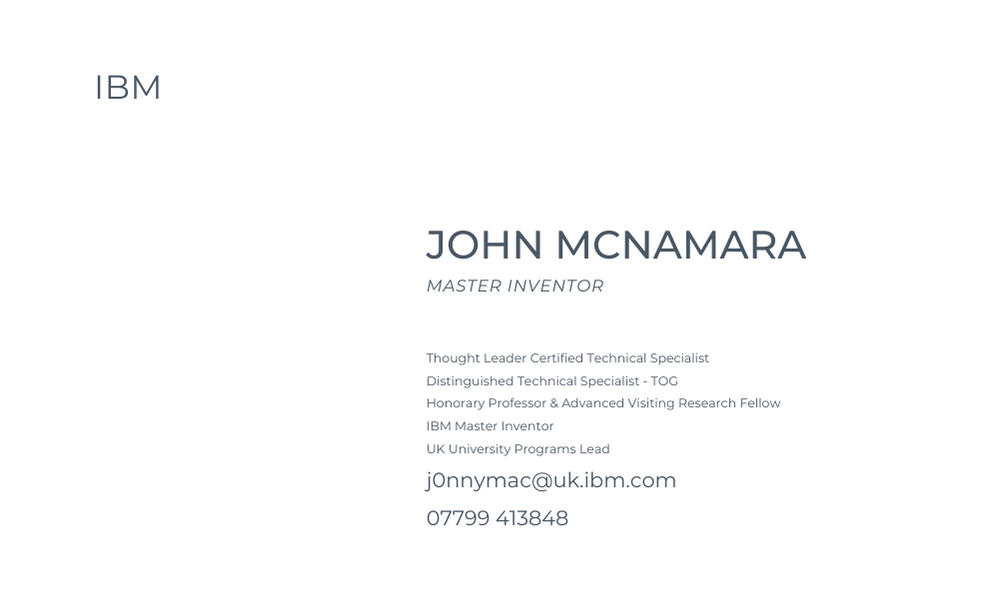 IBM
JOHN MCNAMARA
MASTER INVENTOR
Thought Leader Certified Technical Specialist
Distinguished Technical Specialist - TOG
Honorary Professor & Advanced Visiting Research Fellow
IBM Master Inventor
UK University Programs Lead
j0nnymac@uk.ibm.com
07799 413848